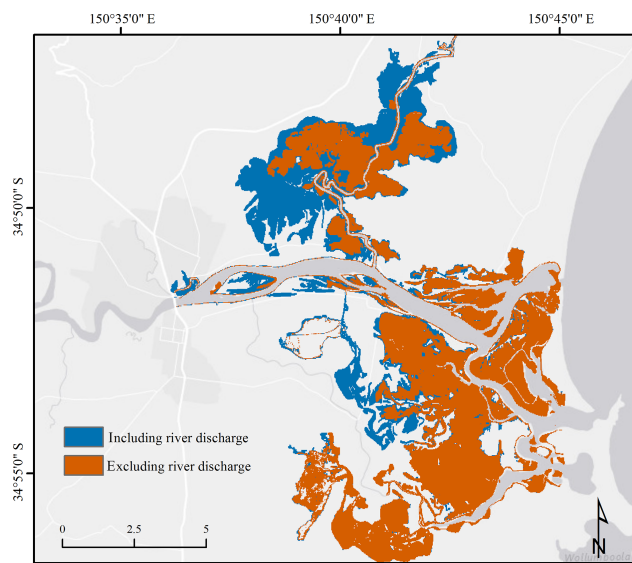 150°35'0" E
150°40'0" E
150°45'0" E
34°50'0" S
34°55'0" S
Including river discharge
Excluding river discharge
0
2.5
5
N